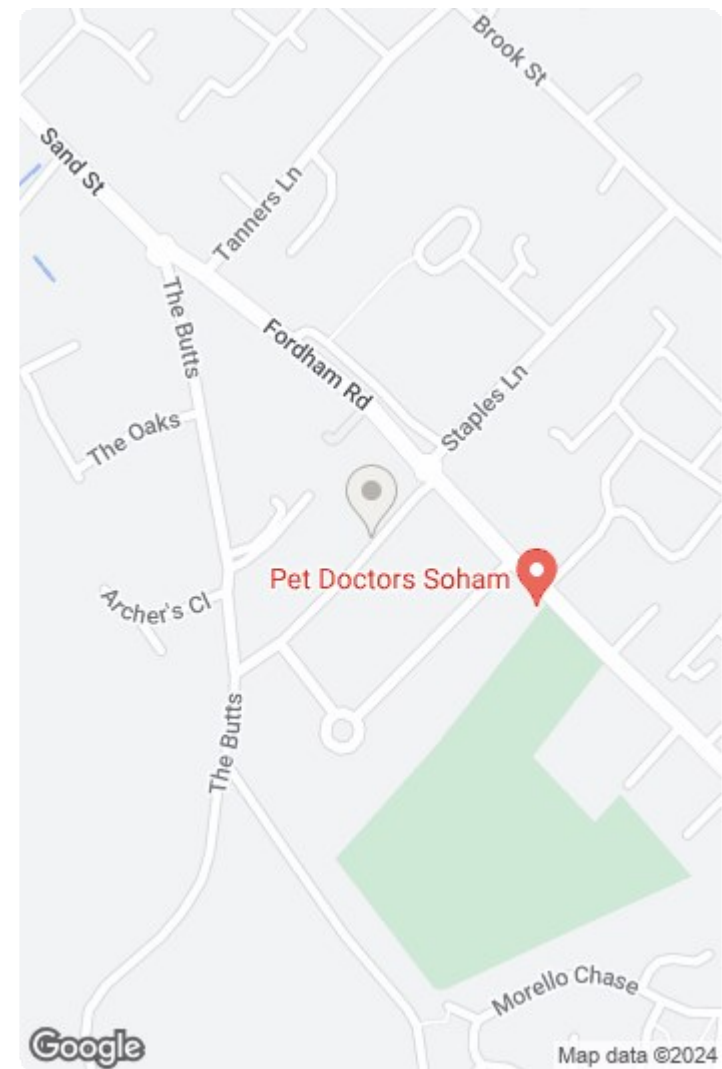 Brook St
Sand St
Tanners Ln
The Butts
Fordham Rd
Staples Ln
The Oaks
Pet Doctors Soham
Archer's Cl
The Butts
Morello Chase
Google
Map data ©2024